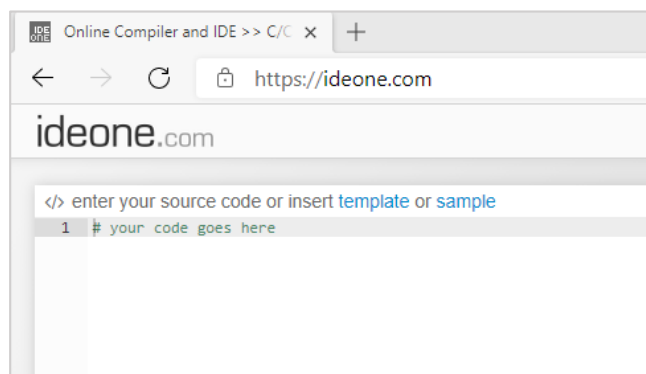 IDE
ONE
Online Compiler and IDE >> C/C
https://ideone.com
ideone.com
</> enter your source code or insert template or sample
1 # your code goes here